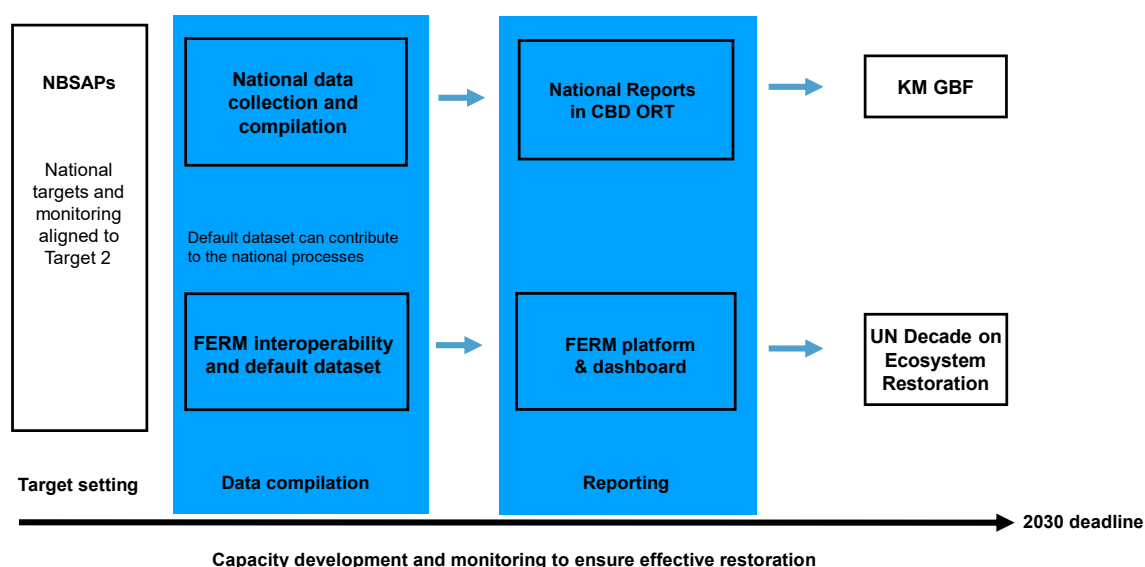 NBSAPs
National
targets and
monitoring
aligned to
Target 2
National data
collection and
compilation
National Reports
in CBD ORT
KM GBF
Default dataset can contribute
to the national processes
FERM interoperability
and default dataset
FERM platform
& dashboard
UN Decade on
Ecosystem
Restoration
Target setting
Data compilation
Reporting
2030 deadline
Capacity development and monitoring to ensure effective restoration